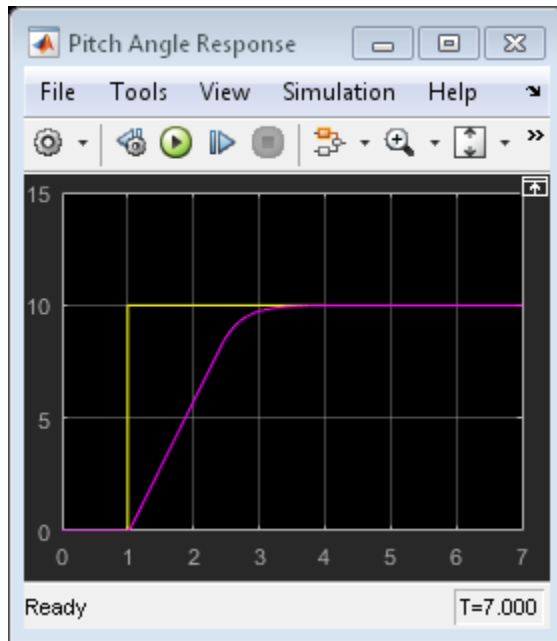 Pitch Angle Response
File Tools View Simulation Help
15
10
5
0
0 1 2 3 4 5 6 7
Ready T=7.000